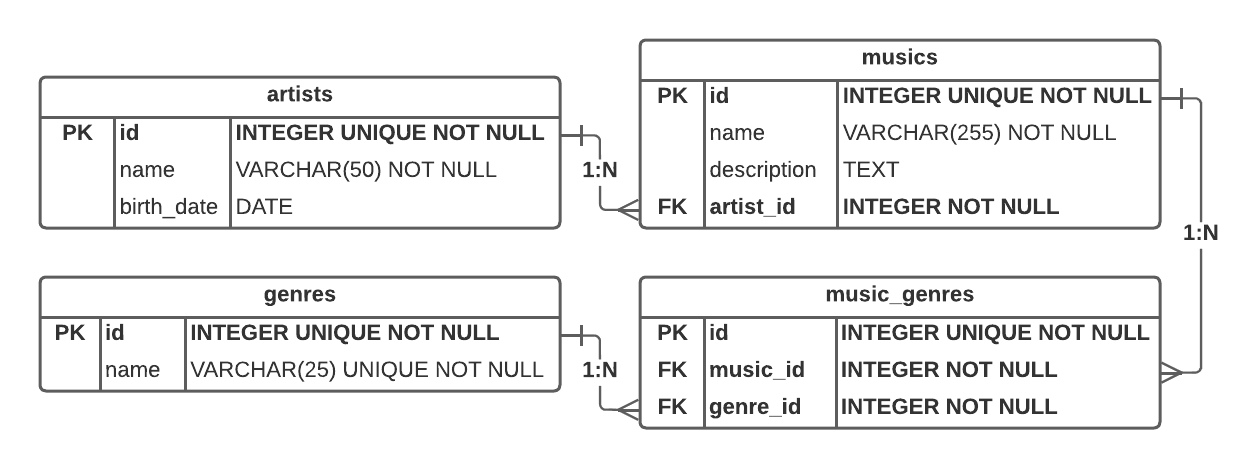 artists
PK id INTEGER UNIQUE NOT NULL
name VARCHAR(50) NOT NULL
birth_date DATE
1:N
musics
PK id INTEGER UNIQUE NOT NULL
name VARCHAR(255) NOT NULL
description TEXT
FK artist_id INTEGER NOT NULL
1:N
genres
PK id INTEGER UNIQUE NOT NULL
name VARCHAR(25) UNIQUE NOT NULL
1:N
music_genres
PK id INTEGER UNIQUE NOT NULL
FK music_id INTEGER NOT NULL
FK genre_id INTEGER NOT NULL